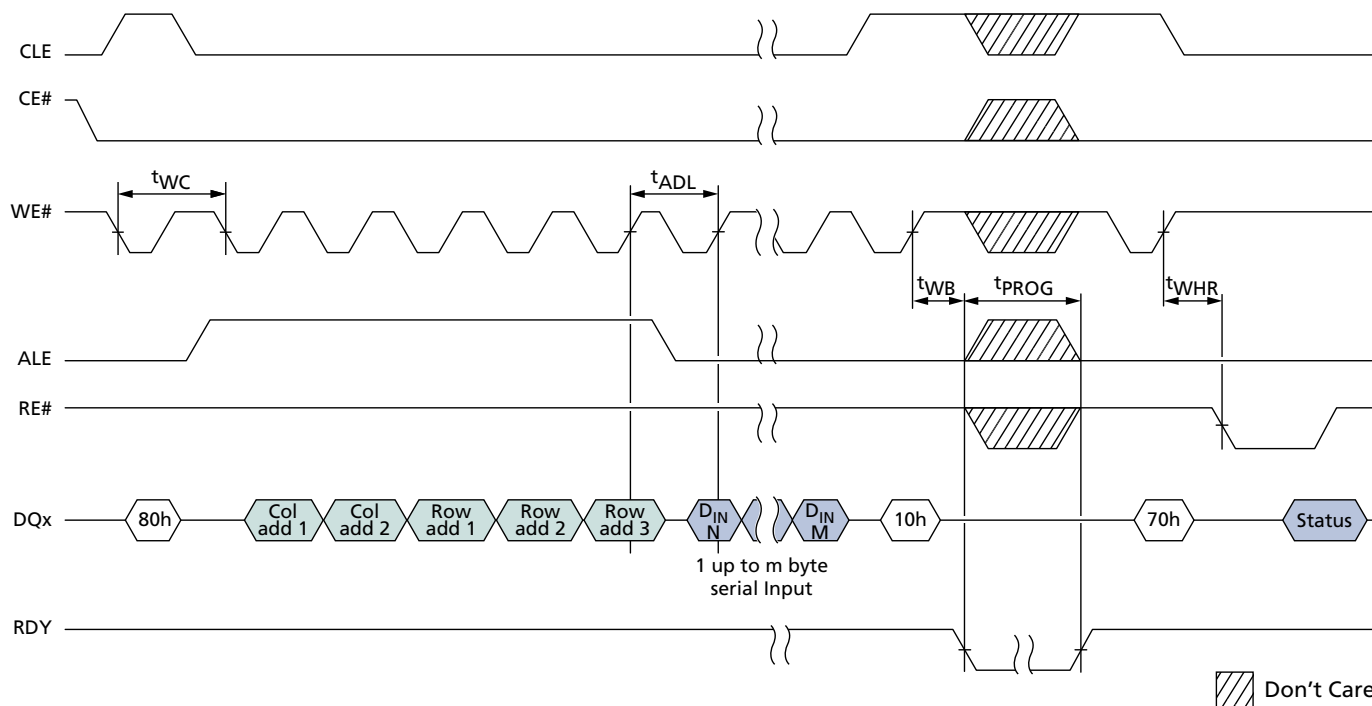 CLE
CE#
tWC
tADL
WE#
tWB
tPROG
tWHR
ALE
RE#
DQx
80h
Col
add 1
Col
add 2
Row
add 1
Row
add 2
Row
add 3
DIN
N
DIN
M
10h
70h
Status
1 up to m byte
serial Input
RDY
Don't Care